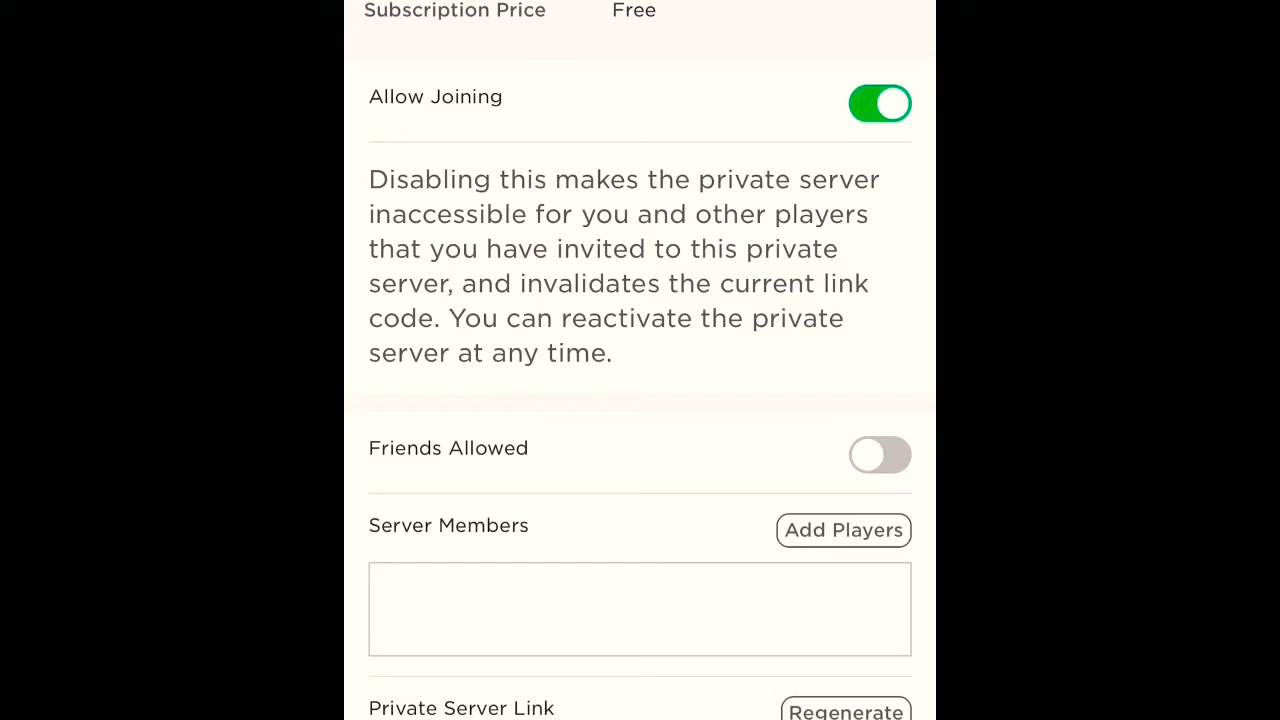 Subscription Price Free
Allow Joining
Disabling this makes the private server
inaccessible for you and other players
that you have invited to this private
server, and invalidates the current link
code. You can reactivate the private
server at any time.
Friends Allowed
Server Members Add Players
Private Server Link Regenerate